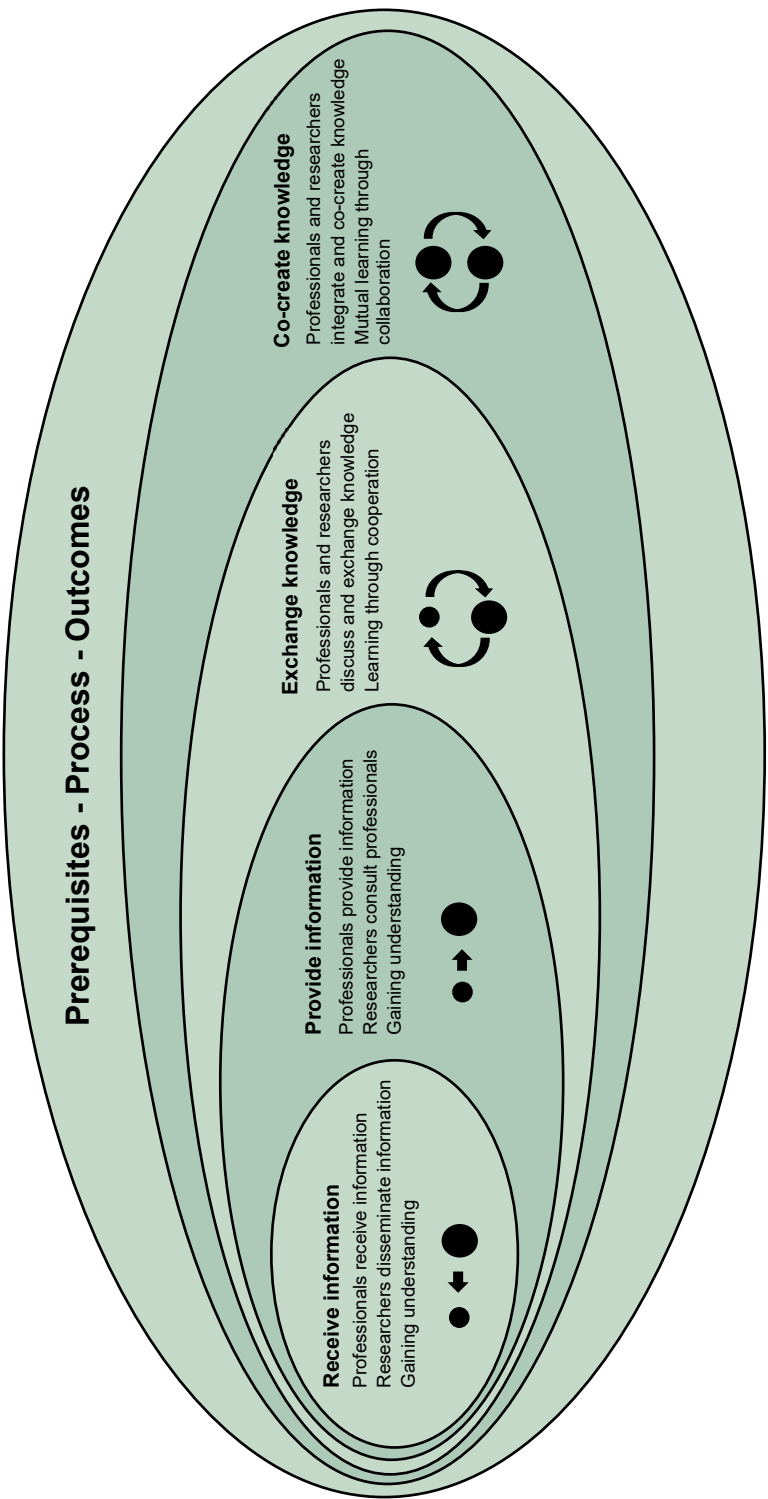 Prerequisites - Process - Outcomes
Receive information
Professionals receive information
Researchers disseminate information
Gaining understanding
Provide information
Professionals provide information
Researchers consult professionals
Gaining understanding
Exchange knowledge
Professionals and researchers
discuss and exchange knowledge
Learning through cooperation
Co-create knowledge
Professionals and researchers
integrate and co-create knowledge
Mutual learning through
collaboration